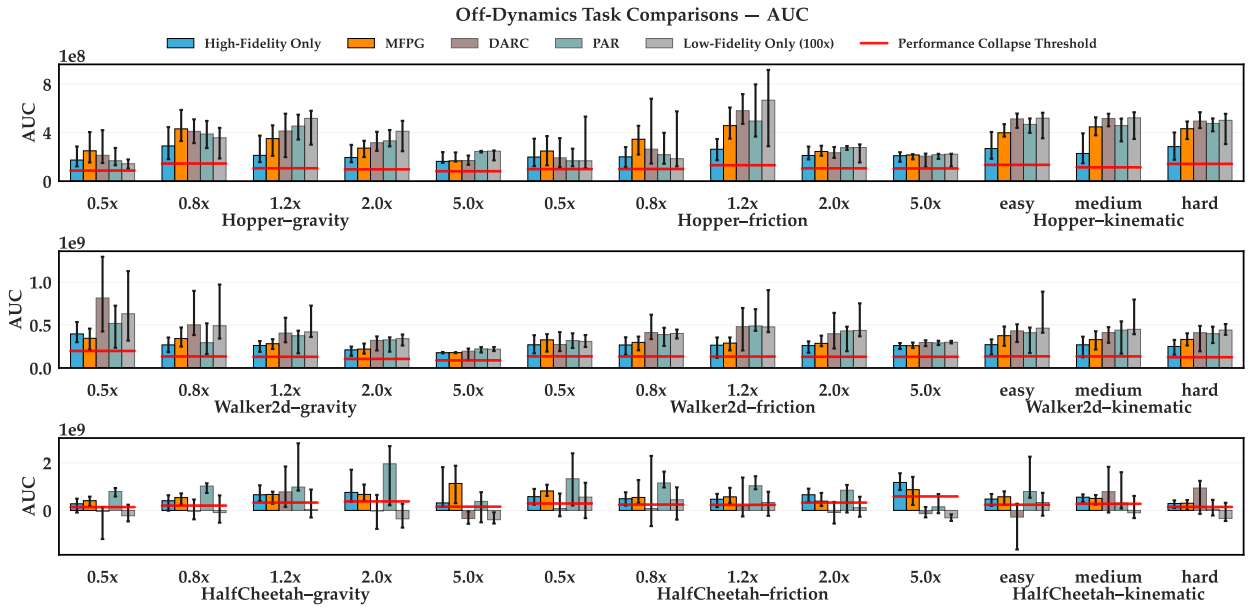 Off-Dynamics Task Comparisons — AUC
High-Fidelity Only MFPG DARC PAR Low-Fidelity Only (100x) Performance Collapse Threshold
1e8
AUC
8
4
0
0.5x 0.8x 1.2x 2.0x 5.0x 0.5x 0.8x 1.2x 2.0x 5.0x easy medium hard
Hopper–gravity Hopper–friction Hopper–kinematic
1e9
AUC
1.0
0.5
0.0
0.5x 0.8x 1.2x 2.0x 5.0x 0.5x 0.8x 1.2x 2.0x 5.0x easy medium hard
Walker2d–gravity Walker2d–friction Walker2d–kinematic
1e9
AUC
2
0
0.5x 0.8x 1.2x 2.0x 5.0x 0.5x 0.8x 1.2x 2.0x 5.0x easy medium hard
HalfCheetah–gravity HalfCheetah–friction HalfCheetah–kinematic